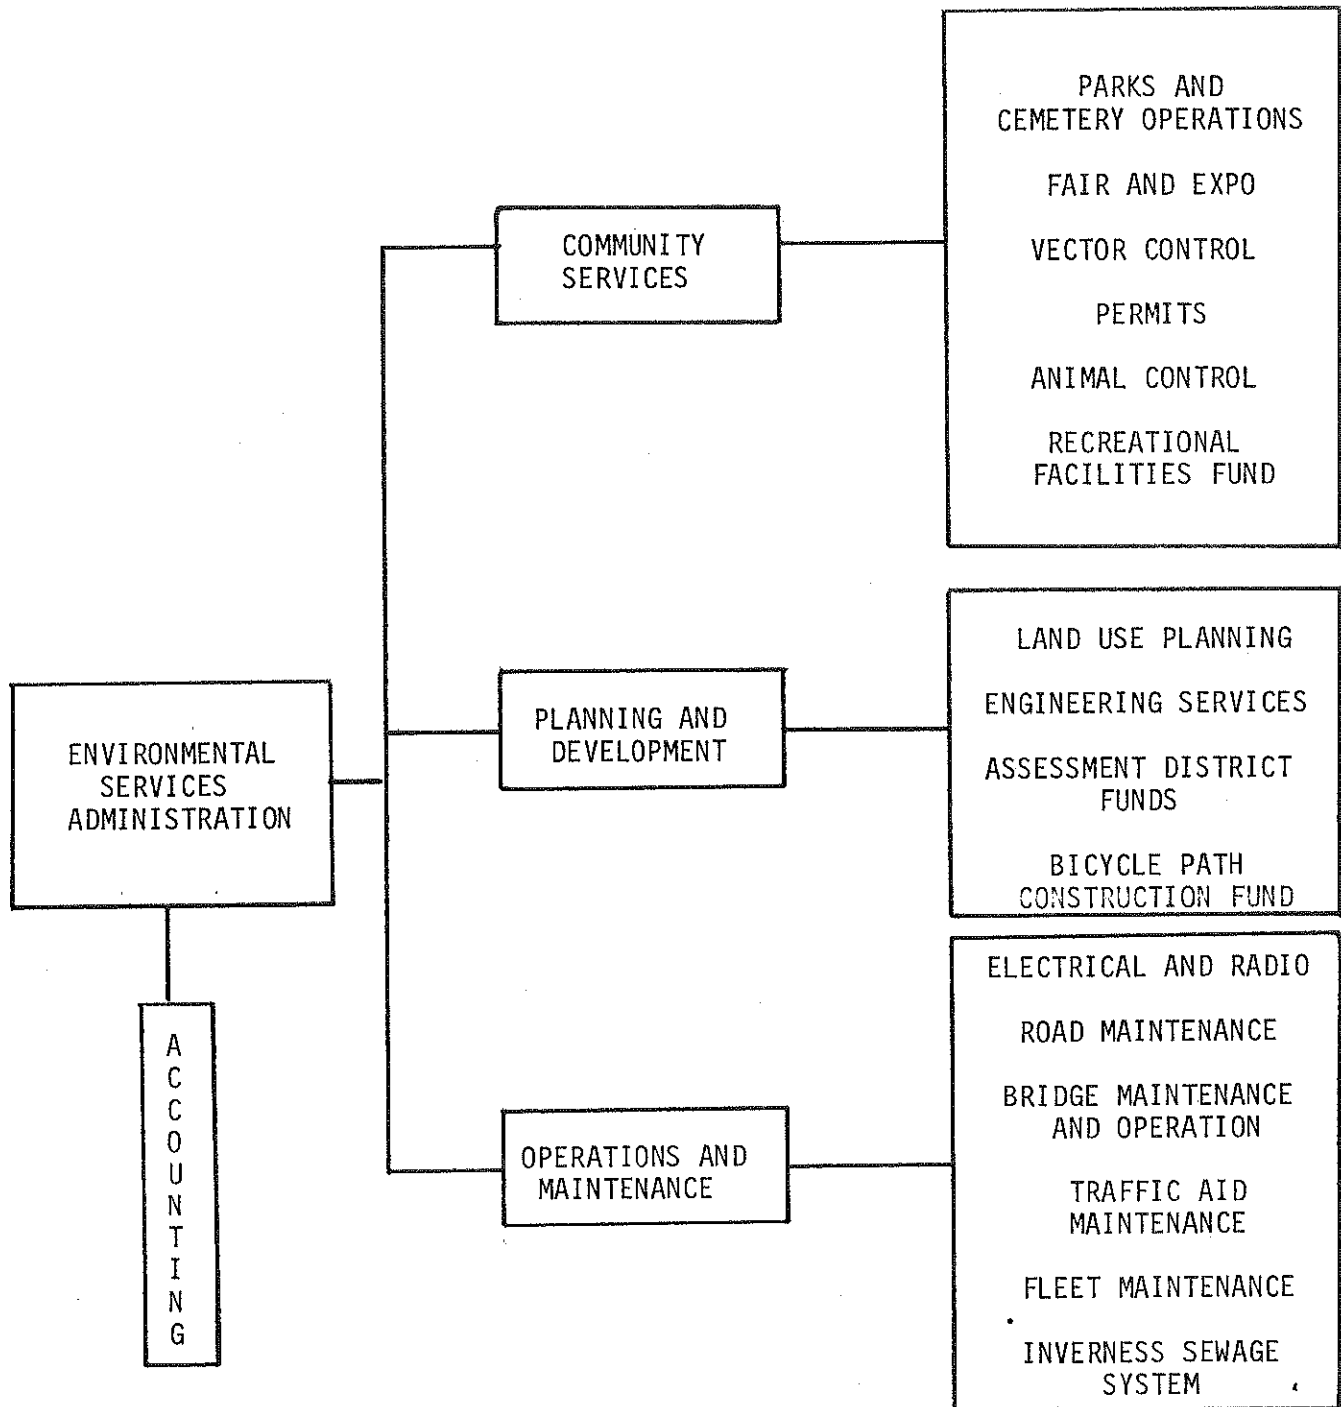 ENVIRONMENTAL
SERVICES
ADMINISTRATION
A
C
C
O
U
N
T
I
N
G
COMMUNITY
SERVICES
PARKS AND
CEMETERY OPERATIONS
FAIR AND EXPO
VECTOR CONTROL
PERMITS
ANIMAL CONTROL
RECREATIONAL
FACILITIES FUND
PLANNING AND
DEVELOPMENT
LAND USE PLANNING
ENGINEERING SERVICES
ASSESSMENT DISTRICT
FUNDS
BICYCLE PATH
CONSTRUCTION FUND
OPERATIONS AND
MAINTENANCE
ELECTRICAL AND RADIO
ROAD MAINTENANCE
BRIDGE MAINTENANCE
AND OPERATION
TRAFFIC AID
MAINTENANCE
FLEET MAINTENANCE
INVERNESS SEWAGE
SYSTEM